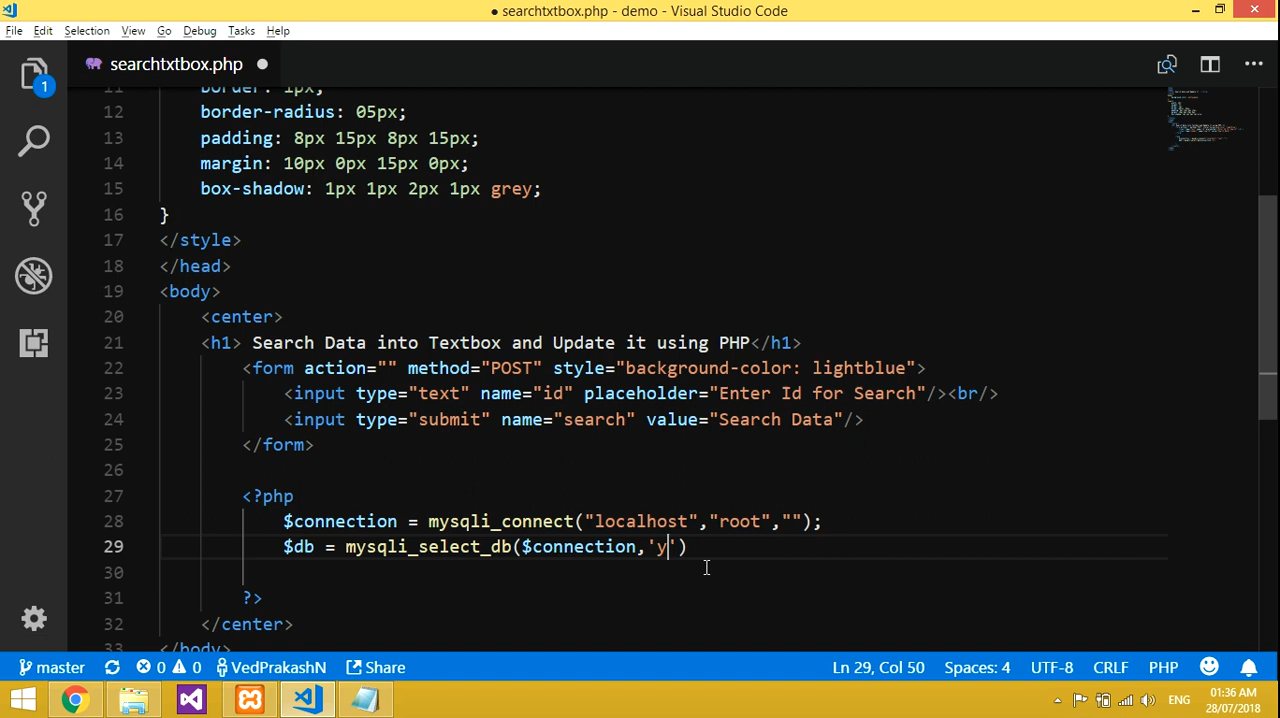 ● searchtxtbox.php - demo - Visual Studio Code
File Edit Selection View Go Debug Tasks Help
1
searchtxtbox.php ●
11 border: 1px;
12 border-radius: 05px;
13 padding: 8px 15px 8px 15px;
14 margin: 10px 0px 15px 0px;
15 box-shadow: 1px 1px 2px 1px grey;
16 }
17 </style>
18 </head>
19 <body>
20 <center>
21 <h1> Search Data into Textbox and Update it using PHP</h1>
22 <form action="" method="POST" style="background-color: lightblue">
23 <input type="text" name="id" placeholder="Enter Id for Search"/><br/>
24 <input type="submit" name="search" value="Search Data"/>
25 </form>
26
27 <?php
28 $connection = mysqli_connect("localhost","root","");
29 $db = mysqli_select_db($connection,'y')
30
31 ?>
32 </center>
33 </body>
master 0 0 VedPrakashN Share Ln 29, Col 50 Spaces: 4 UTF-8 CRLF PHP
ENG 01:36 AM
28/07/2018